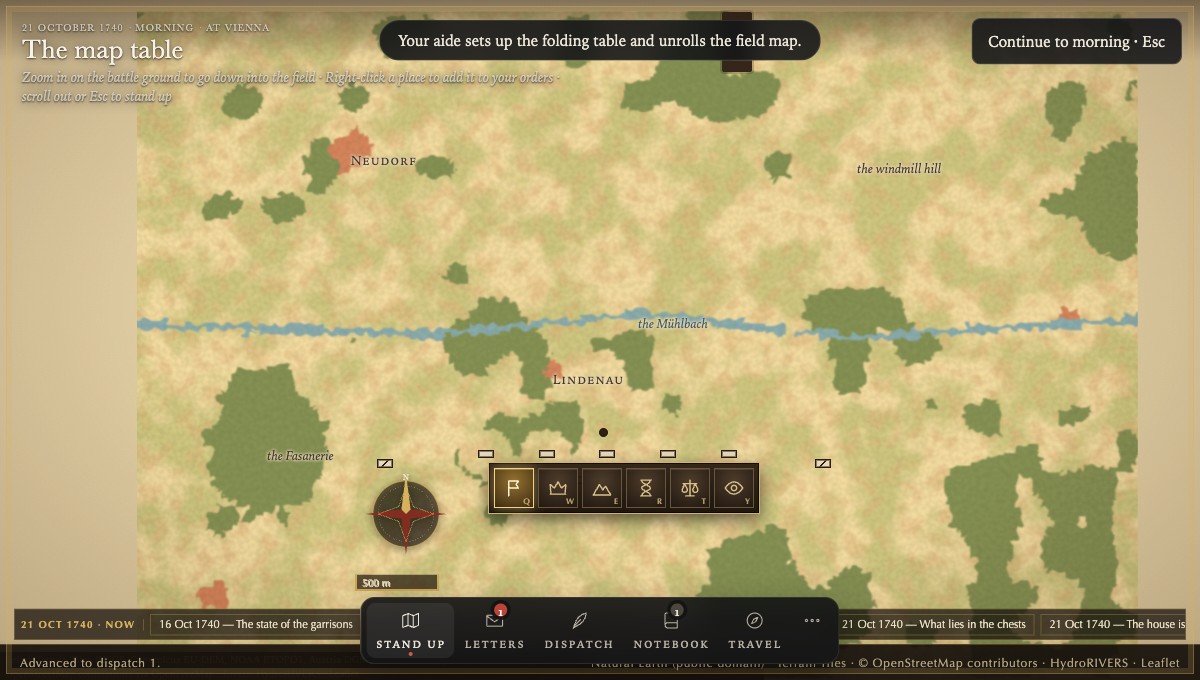 21 OCTOBER 1740 · MORNING · AT VIENNA
The map table
Zoom in on the battle ground to go down into the field · Right-click a place to add it to your orders ·
scroll out or Esc to stand up
Your aide sets up the folding table and unrolls the field map.
Continue to morning · Esc
NEUDORF
the windmill hill
the Mühlbach
LINDENAU
the Fasanerie
N
Q W E R T Y
500 m
21 OCT 1740 · NOW
16 Oct 1740 — The state of the garrisons
21 Oct 1740 — What lies in the chests
21 Oct 1740 — The house is
1 1
STAND UP LETTERS DISPATCH NOTEBOOK TRAVEL
Advanced to dispatch 1.
Natural Earth (public domain) · Terrain Tiles · © OpenStreetMap contributors · HydroRIVERS · Leaflet